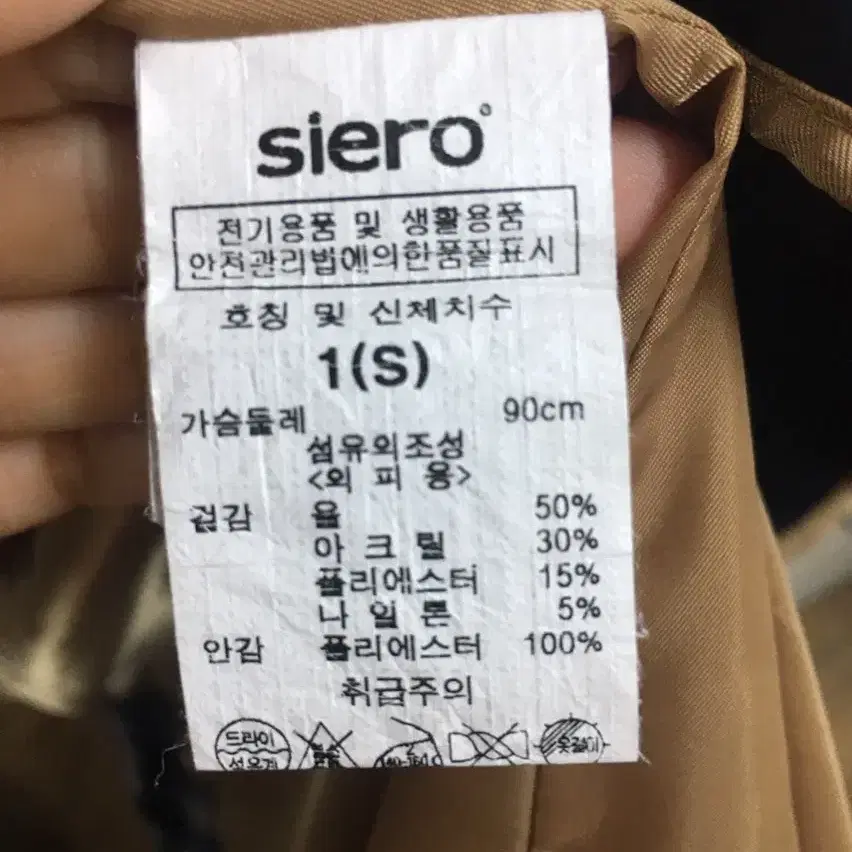 siero
전기용품 및 생활용품
안전관리법에의한품질표시
호칭 및 신체치수
1(S)
가슴둘레 90cm
섬유의조성
<외 피 용>
겉감 울 50%
아 크 릴 30%
폴리에스터 15%
나 일 론 5%
안감 폴리에스터 100%
취급주의
드라이
옷걸이